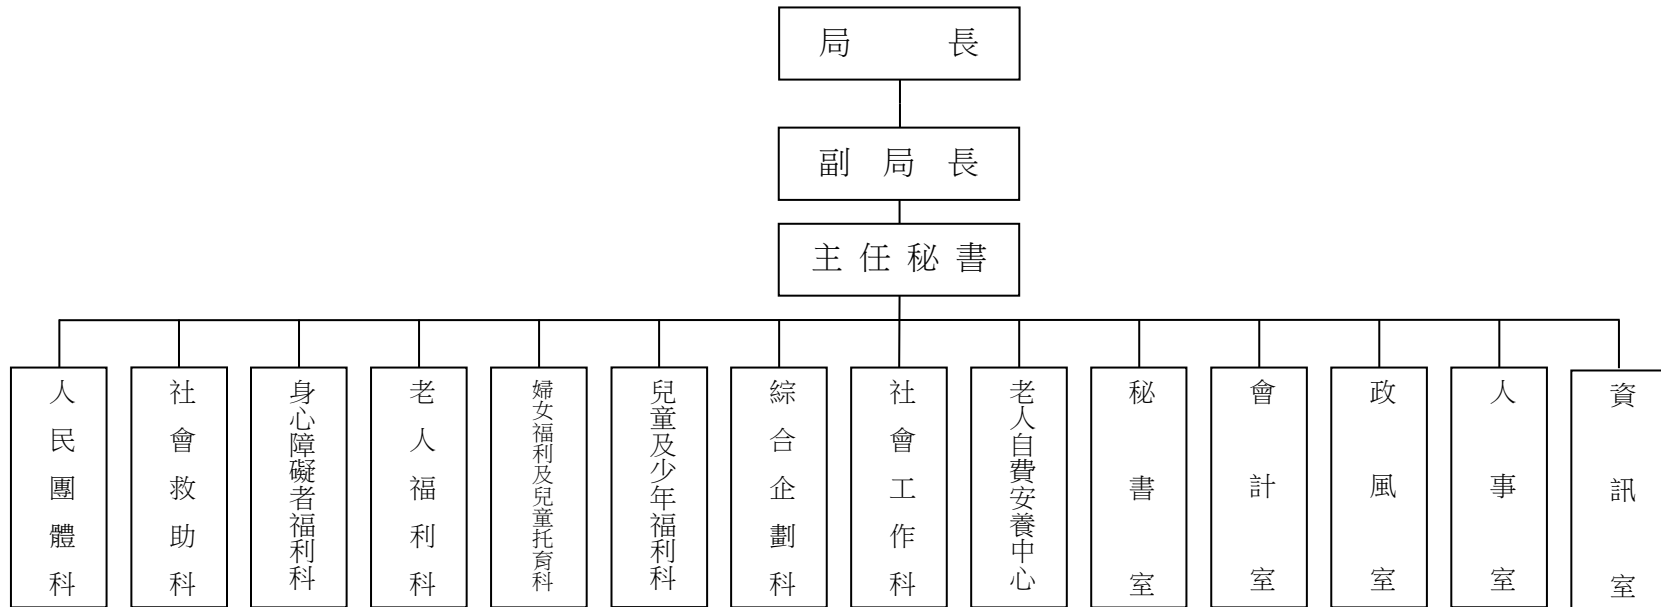 局長
副局長
主任秘書
人民團體科
社會救助科
身心障礙者福利科
老人福利科
婦女福利及兒童托育科
兒童及少年福利科
綜合企劃科
社會工作科
老人自費安養中心
秘書室
會計室
政風室
人事室
資訊室